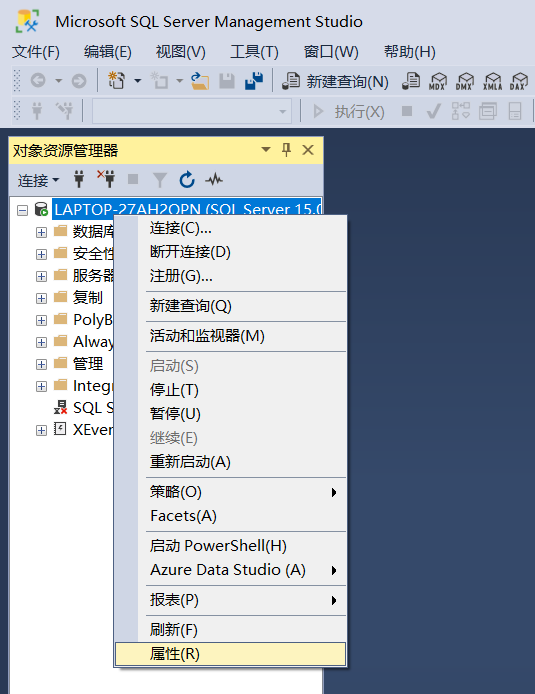 Microsoft SQL Server Management Studio
文件(F) 编辑(E) 视图(V) 工具(T) 窗口(W) 帮助(H)
新建查询(N) MDX DMX XMLA DAX
执行(X)
对象资源管理器
连接
LAPTOP-27AH2OPN (SQL Server 15.0
数据库
安全性
服务器
复制
PolyB
Alway
管理
Integr
SQL S
XEver
连接(C)...
断开连接(D)
注册(G)...
新建查询(Q)
活动和监视器(M)
启动(S)
停止(T)
暂停(U)
继续(E)
重新启动(A)
策略(O)
Facets(A)
启动 PowerShell(H)
Azure Data Studio (A)
报表(P)
刷新(F)
属性(R)